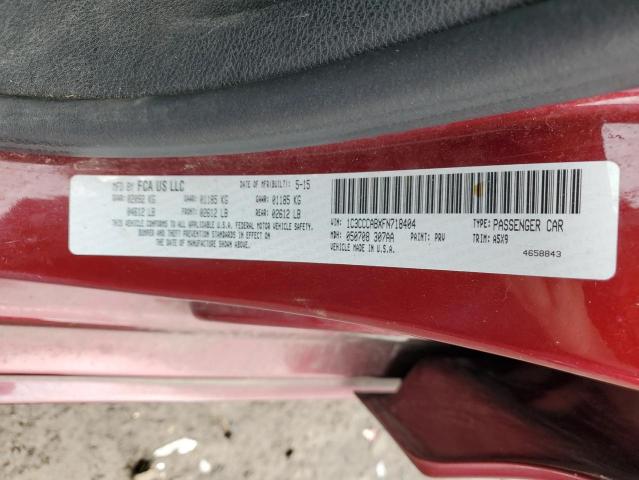 MFD BY FCA US LLC DATE OF MFR(BUILT): 5-15
GVWR: 02092 KG GAWR: 01185 KG GAWR: 01185 KG
04612 LB FRONT: 02612 LB REAR: 02612 LB
THIS VEHICLE CONFORMS TO ALL APPLICABLE U.S.A. FEDERAL MOTOR VEHICLE SAFETY,
BUMPER AND THEFT PREVENTION STANDARDS IN EFFECT ON
THE DATE OF MANUFACTURE SHOWN ABOVE.
VIN: 1C3CCCABXFN718404 TYPE: PASSENGER CAR
MDH: 050708 307AA PAINT: PRV TRIM: A5X9
VEHICLE MADE IN U.S.A. 4658843